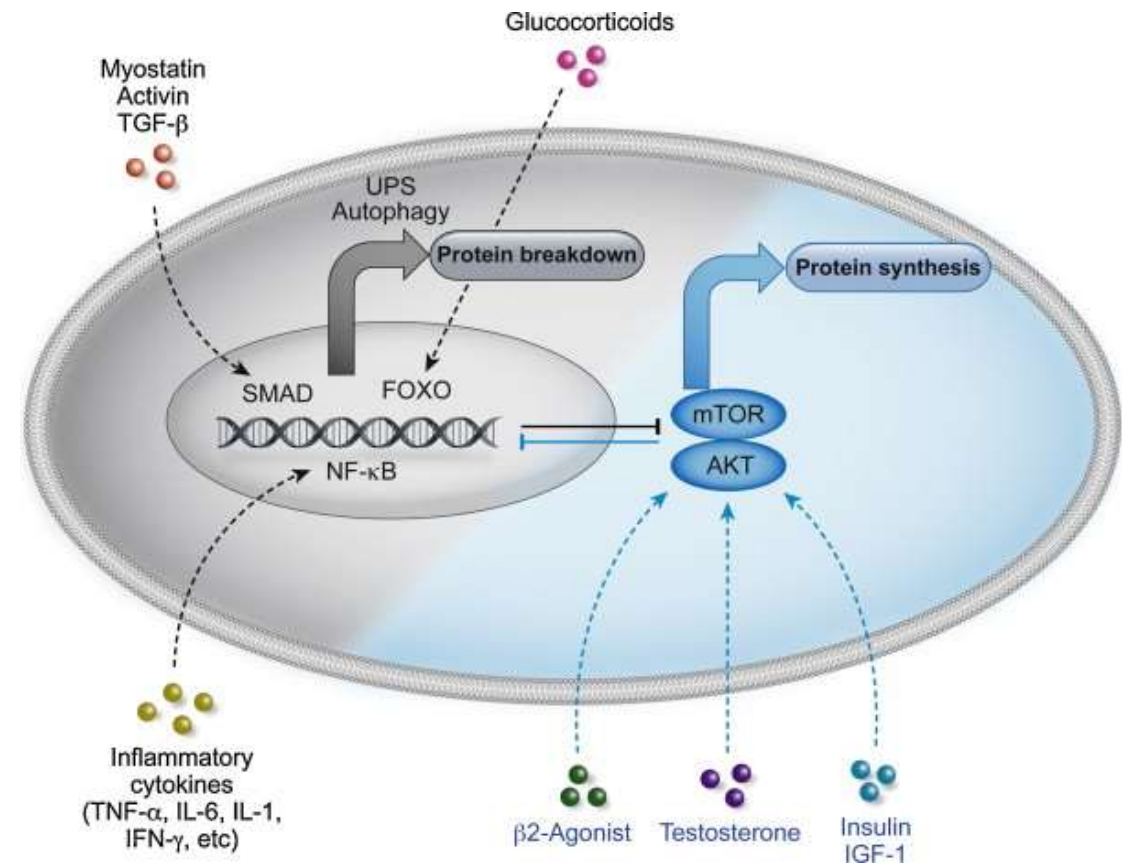 Glucocorticoids
Myostatin
Activin
TGF-β
UPS
Autophagy
Protein breakdown
Protein synthesis
SMAD
FOXO
NF-κB
mTOR
AKT
Inflammatory
cytokines
(TNF-α, IL-6, IL-1,
IFN-γ, etc)
β2-Agonist
Testosterone
Insulin
IGF-1